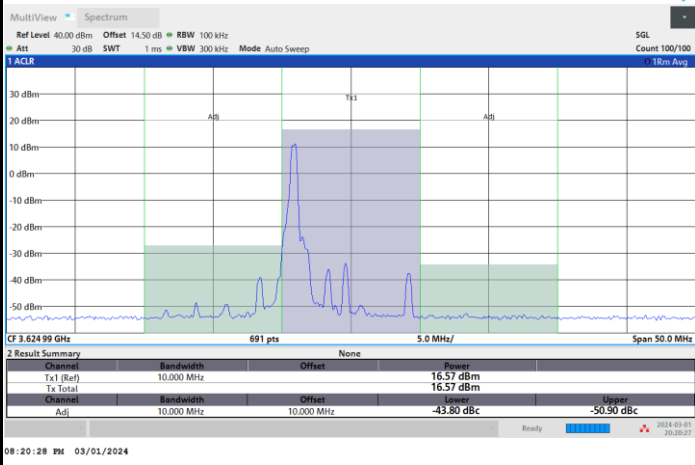 MultiView Spectrum
Ref Level 40.00 dBm Offset 14.50 dB RBW 100 kHz SGL
Att 30 dB SWT 1 ms VBW 300 kHz Mode Auto Sweep Count 100/100
1 ACLR 1Rm Avg
30 dBm
Tx1
20 dBm
Adj Adj
10 dBm
0 dBm
-10 dBm
-20 dBm
-30 dBm
-40 dBm
-50 dBm
CF 3.62499 GHz 691 pts 5.0 MHz/ Span 50.0 MHz
2 Result Summary None
Channel Bandwidth Offset Power
Tx1 (Ref) 10.000 MHz 16.57 dBm
Tx Total 16.57 dBm
Channel Bandwidth Offset Lower Upper
Adj 10.000 MHz 10.000 MHz -43.80 dBc -50.90 dBc
Ready 2024-03-01
20:20:27
08:20:28 PM 03/01/2024